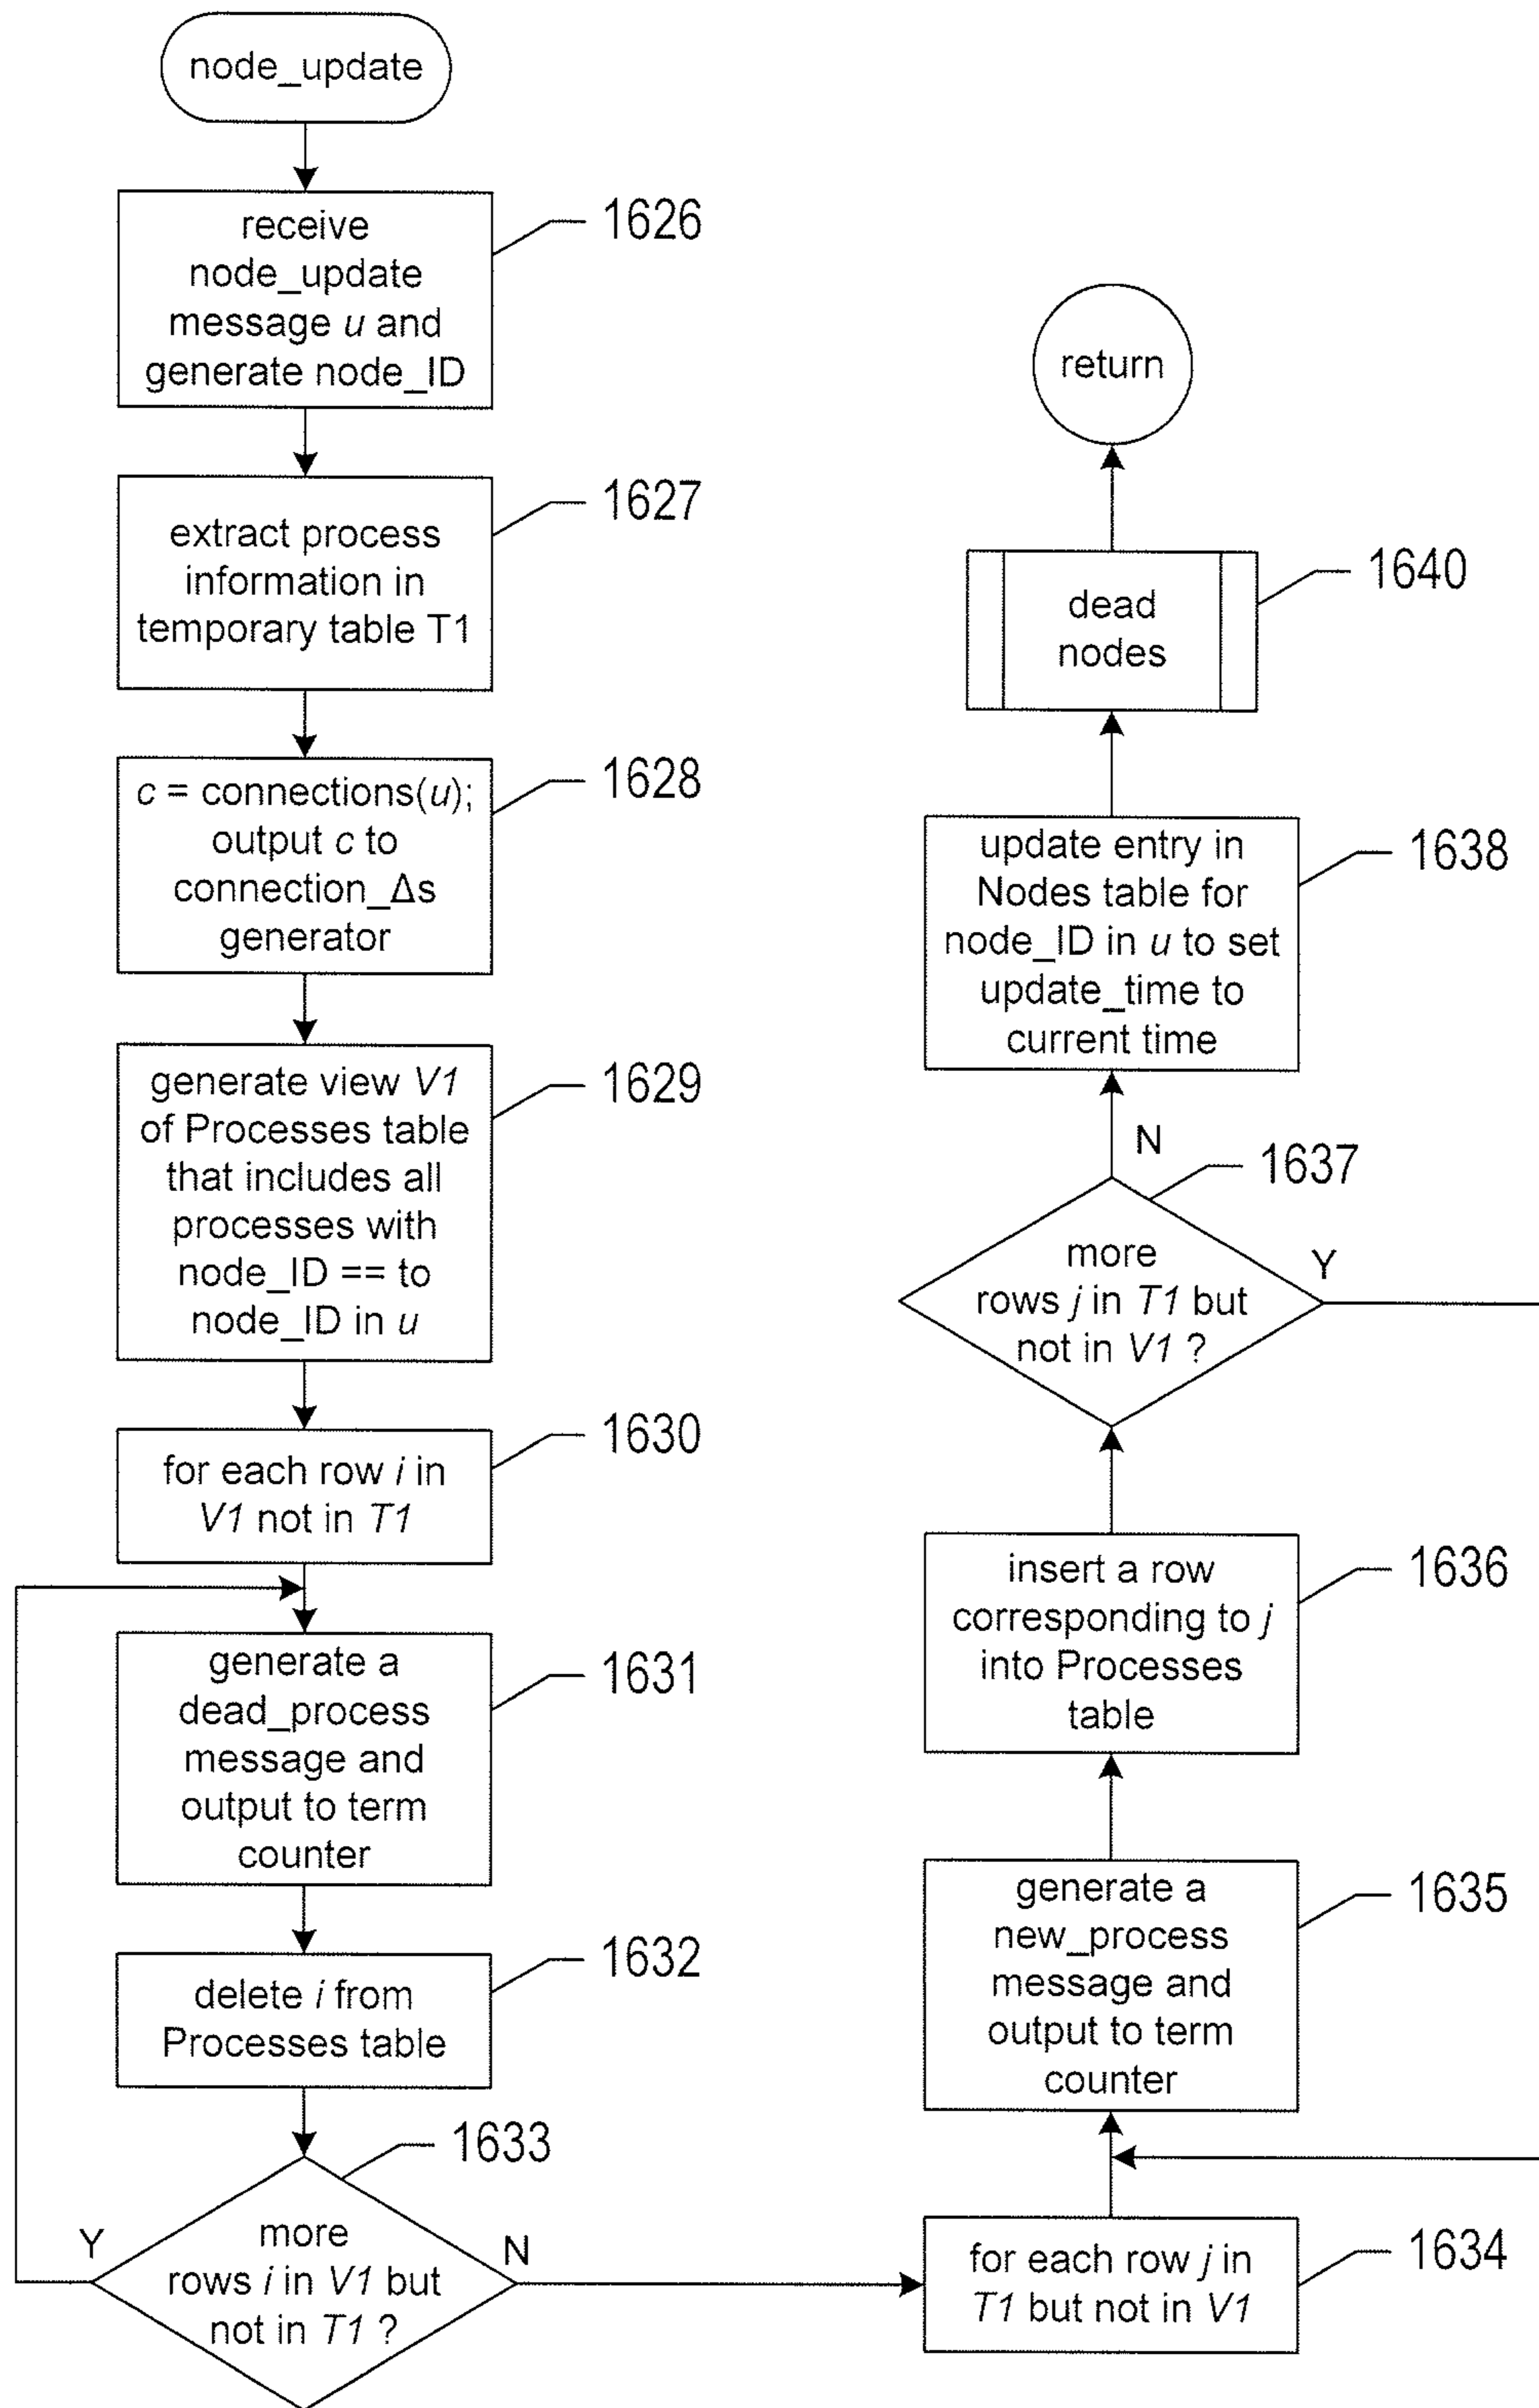 node_update
receive
node_update
message u and
generate node_ID
1626
extract process
information in
temporary table T1
1627
c = connections(u);
output c to
connection_Δs
generator
1628
generate view V1
of Processes table
that includes all
processes with
node_ID == to
node_ID in u
1629
for each row i in
V1 not in T1
1630
generate a
dead_process
message and
output to term
counter
1631
delete i from
Processes table
1632
more
rows i in V1 but
not in T1 ?
1633
Y
N
for each row j in
T1 but not in V1
1634
generate a
new_process
message and
output to term
counter
1635
insert a row
corresponding to j
into Processes
table
1636
more
rows j in T1 but
not in V1 ?
1637
Y
N
update entry in
Nodes table for
node_ID in u to set
update_time to
current time
1638
dead
nodes
1640
return